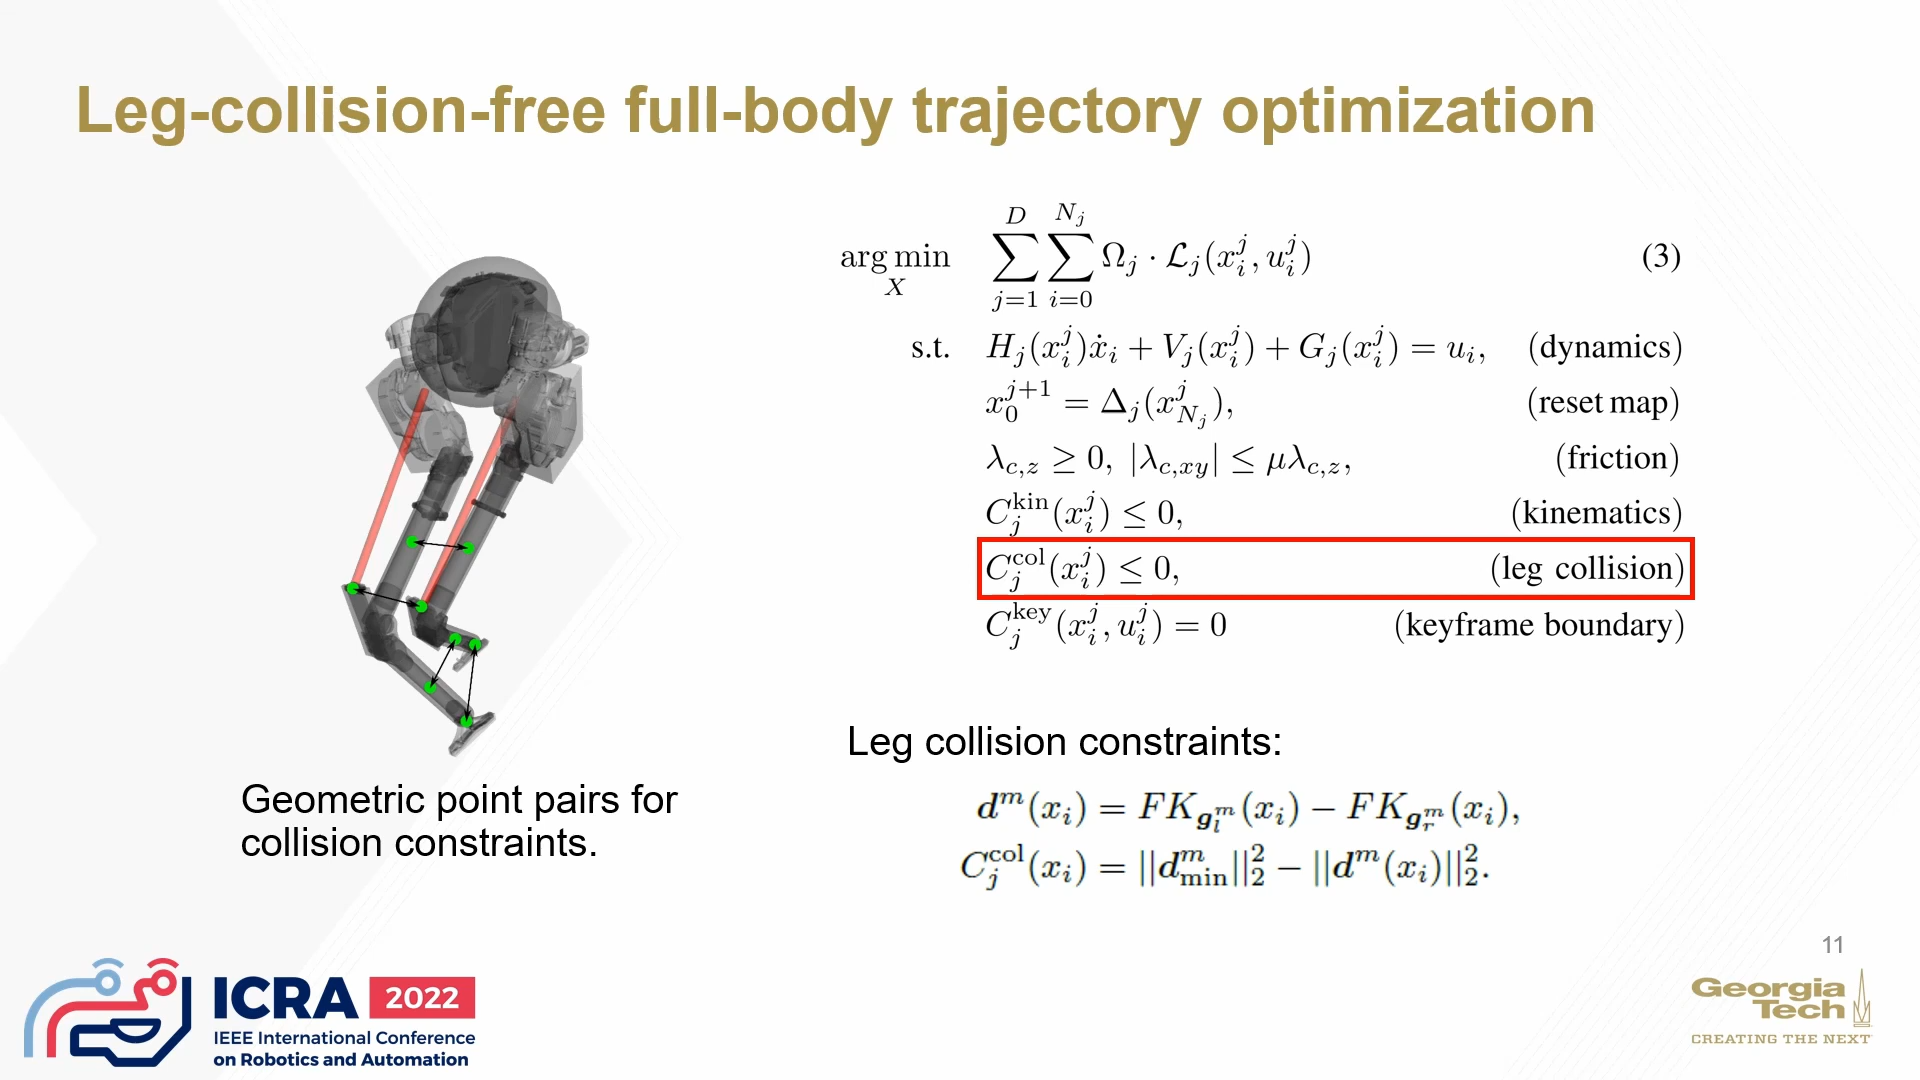 Leg-collision-free full-body trajectory optimization
arg min_X ∑_{j=1}^{D} ∑_{i=0}^{N_j} Ω_j · 𝓛_j(x_i^j, u_i^j) (3)
s.t. H_j(x_i^j)ẋ_i + V_j(x_i^j) + G_j(x_i^j) = u_i, (dynamics)
x_0^{j+1} = Δ_j(x_{N_j}^j), (reset map)
λ_{c,z} ≥ 0, |λ_{c,xy}| ≤ μλ_{c,z}, (friction)
C_j^{kin}(x_i^j) ≤ 0, (kinematics)
C_j^{col}(x_i^j) ≤ 0, (leg collision)
C_j^{key}(x_i^j, u_i^j) = 0 (keyframe boundary)
Geometric point pairs for
collision constraints.
Leg collision constraints:
d^m(x_i) = FK_{g_l^m}(x_i) − FK_{g_r^m}(x_i),
C_j^{col}(x_i) = ||d_{min}^m||_2^2 − ||d^m(x_i)||_2^2.
11
ICRA 2022
IEEE International Conference
on Robotics and Automation
Georgia
Tech
CREATING THE NEXT